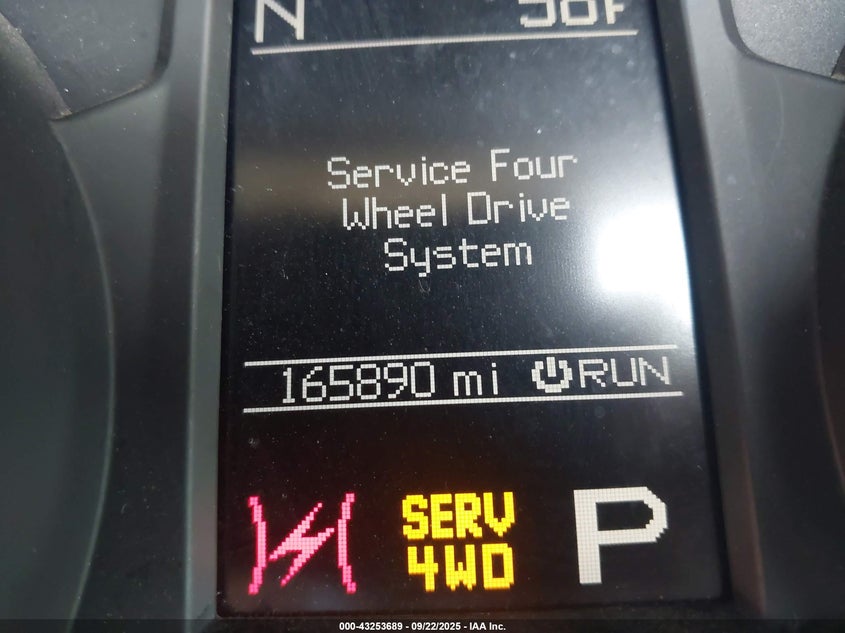 N
Service Four
Wheel Drive
System
165890 mi RUN
SERV
4WD
P
000-43253689 - 09/22/2025 - IAA Inc.